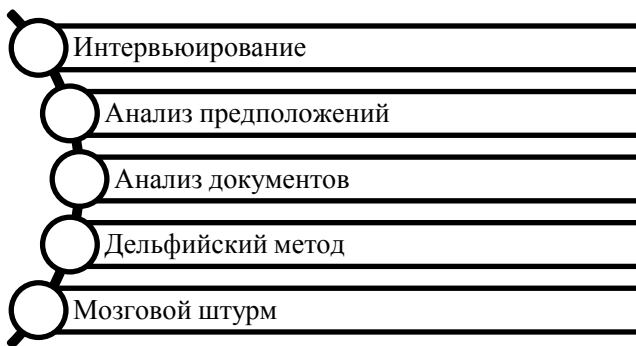 Интервьюирование
Анализ предположений
Анализ документов
Дельфийский метод
Мозговой штурм